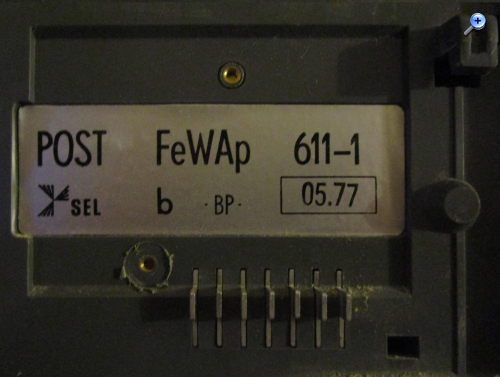 POST FeWAp 611-1
SEL b -BP- 05.77